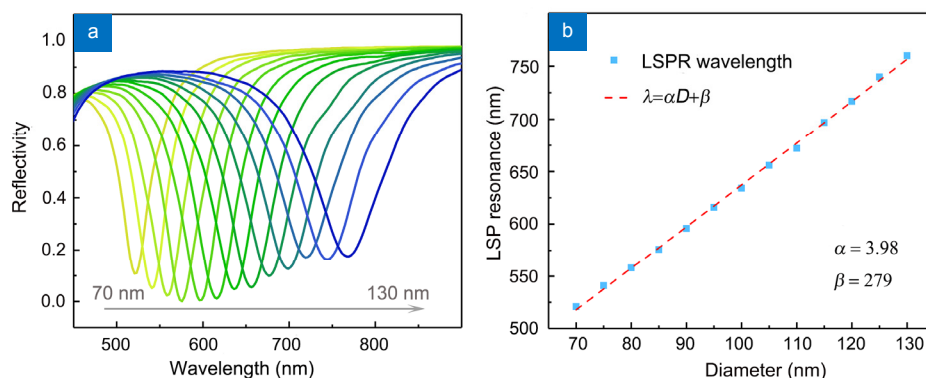 a
1.0
0.8
0.6
0.4
0.2
0.0
Reflectivity
70 nm
130 nm
500
600
700
800
Wavelength (nm)
b
750
700
650
600
550
500
LSP resonance (nm)
LSPR wavelength
λ=αD+β
α = 3.98
β = 279
70
80
90
100
110
120
130
Diameter (nm)